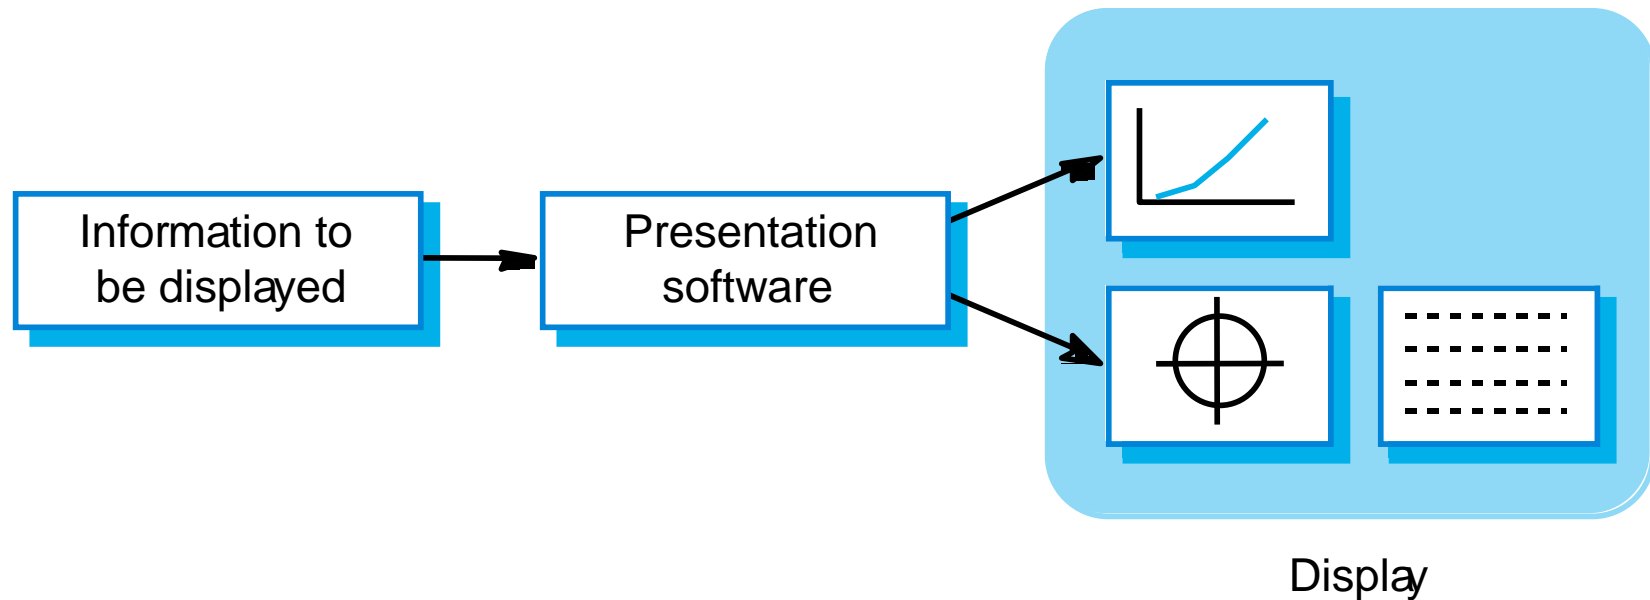 Information to
be displayed
Presentation
software
Display